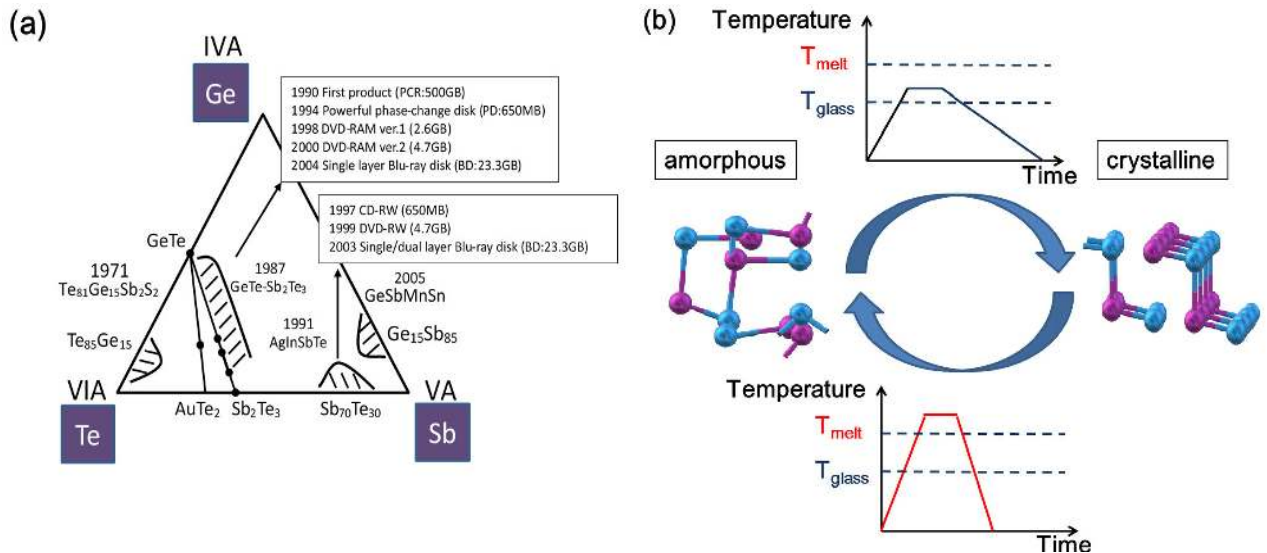 (a)
IVA
Ge
1990 First product (PCR:500GB)
1994 Powerful phase-change disk (PD:650MB)
1998 DVD-RAM ver.1 (2.6GB)
2000 DVD-RAM ver.2 (4.7GB)
2004 Single layer Blu-ray disk (BD:23.3GB)
1997 CD-RW (650MB)
1999 DVD-RW (4.7GB)
2003 Single/dual layer Blu-ray disk (BD:23.3GB)
GeTe
1971
Te81Ge15Sb2S2
1987
GeTe-Sb2Te3
2005
GeSbMnSn
Te85Ge15
1991
AgInSbTe
Ge15Sb85
VIA
Te
AuTe2
Sb2Te3
Sb70Te30
VA
Sb
(b)
Temperature
Tmelt
Tglass
Time
amorphous
crystalline
Temperature
Tmelt
Tglass
Time